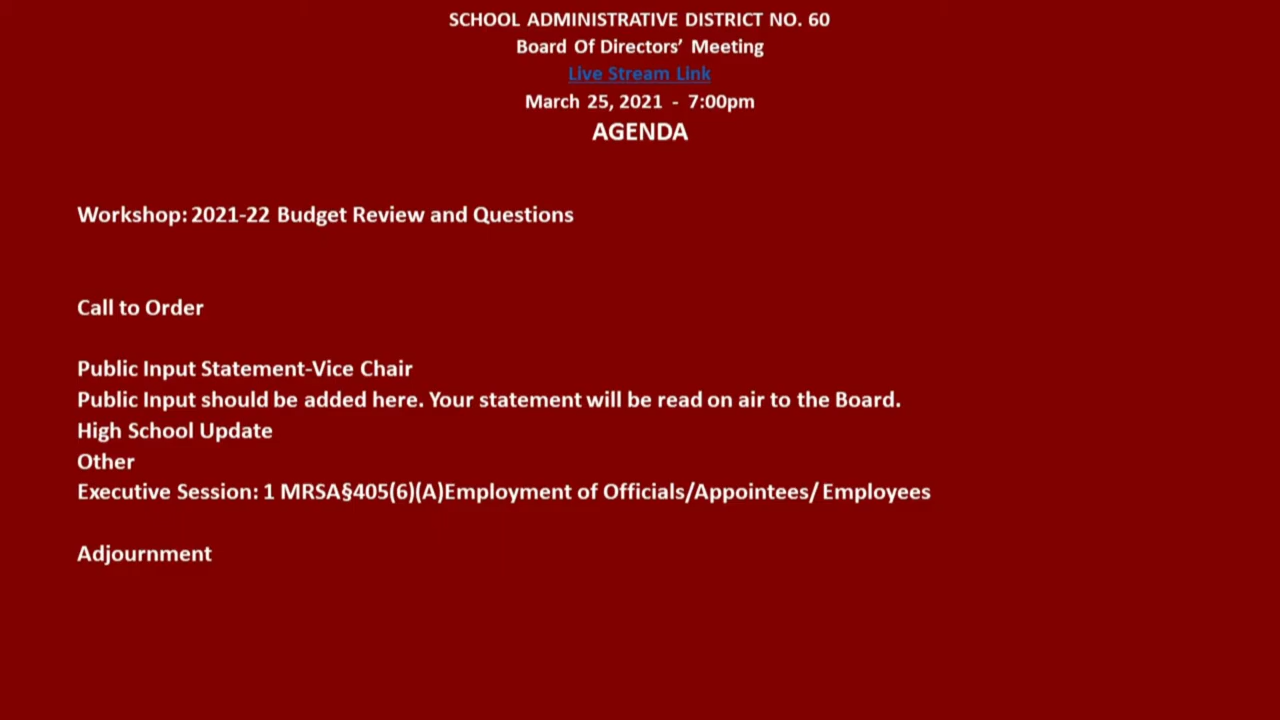 SCHOOL ADMINISTRATIVE DISTRICT NO. 60
Board Of Directors’ Meeting
Live Stream Link
March 25, 2021 - 7:00pm
AGENDA
Workshop: 2021-22 Budget Review and Questions
Call to Order
Public Input Statement-Vice Chair
Public Input should be added here. Your statement will be read on air to the Board.
High School Update
Other
Executive Session: 1 MRSA§405(6)(A)Employment of Officials/Appointees/ Employees
Adjournment